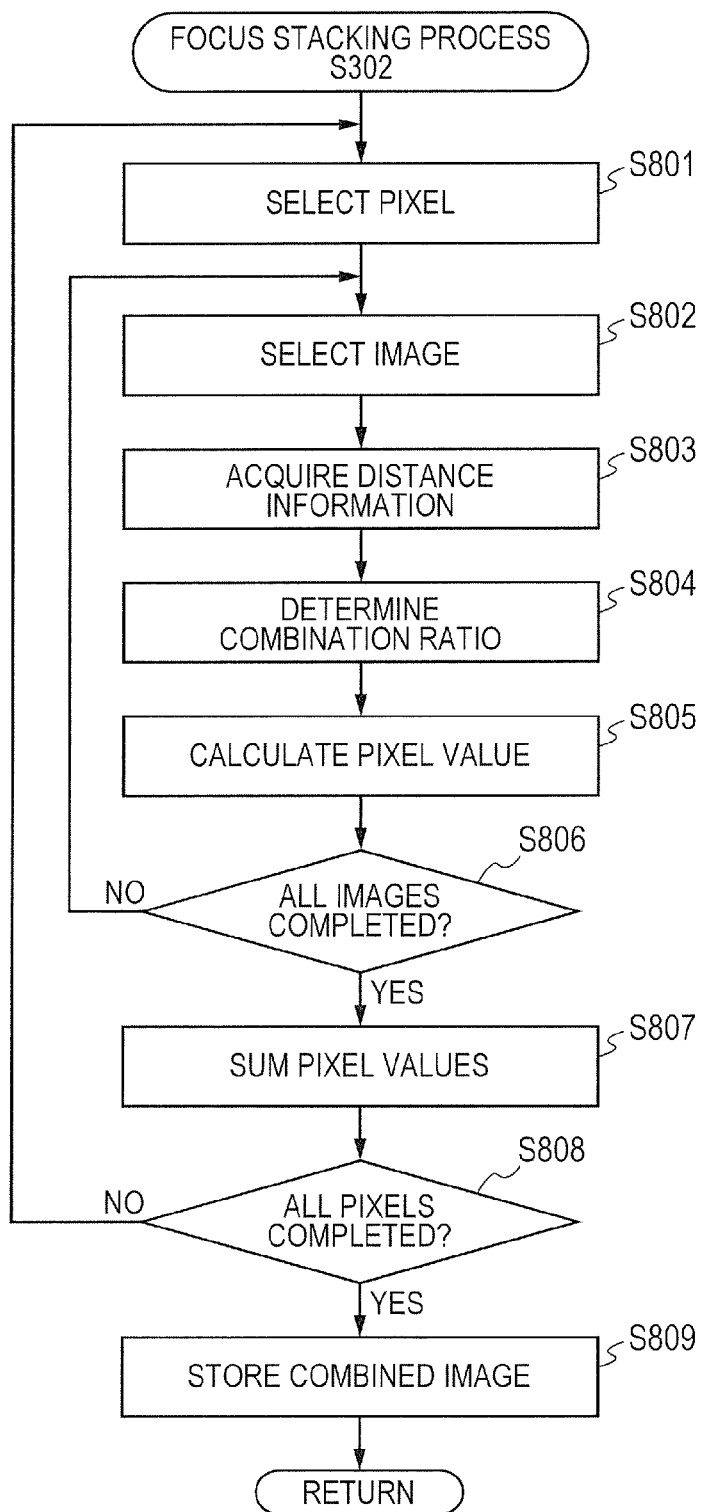 FOCUS STACKING PROCESS
S302
S801
SELECT PIXEL
S802
SELECT IMAGE
S803
ACQUIRE DISTANCE
INFORMATION
S804
DETERMINE
COMBINATION RATIO
S805
CALCULATE PIXEL VALUE
S806
NO
ALL IMAGES
COMPLETED?
YES
S807
SUM PIXEL VALUES
S808
NO
ALL PIXELS
COMPLETED?
YES
S809
STORE COMBINED IMAGE
RETURN